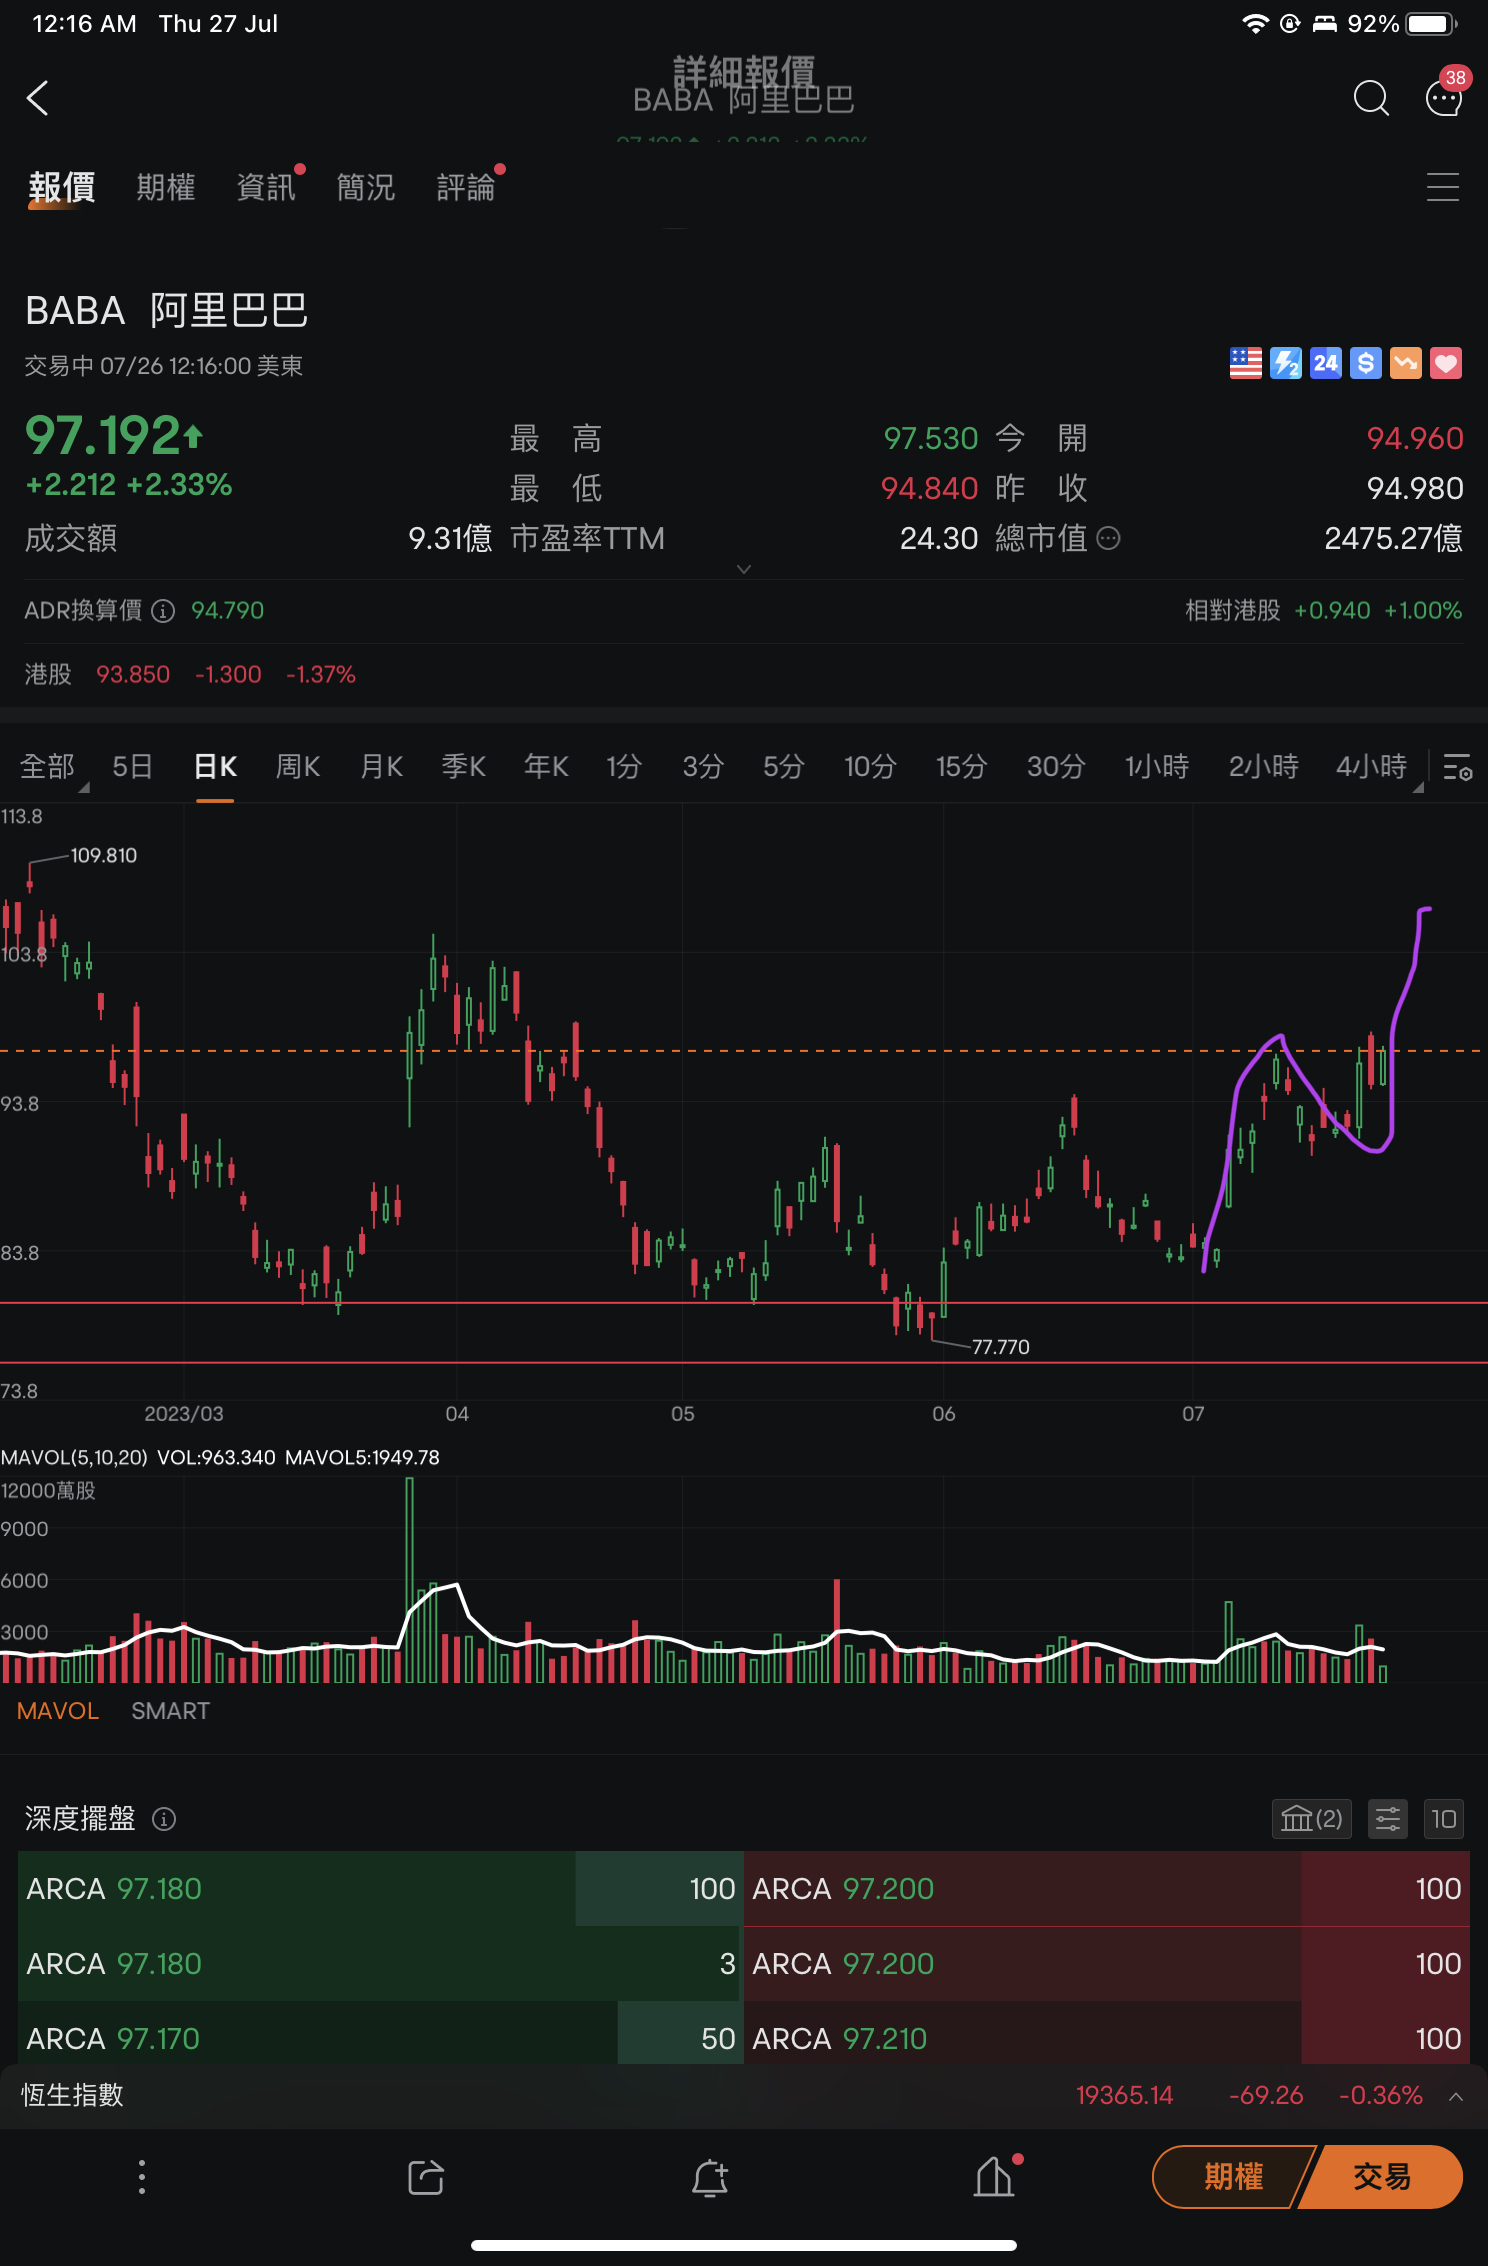 12:16 AM Thu 27 Jul 92%
詳細報價
BABA 阿里巴巴
38
97.192 +2.212 +2.33%
報價 期權 資訊 簡況 評論
BABA 阿里巴巴
交易中 07/26 12:16:00 美東
2 24 $
97.192 最高 97.530 今開 94.960
+2.212 +2.33% 最低 94.840 昨收 94.980
成交額 9.31億 市盈率TTM 24.30 總市值 2475.27億
ADR換算價 94.790 相對港股 +0.940 +1.00%
港股 93.850 -1.300 -1.37%
全部 5日 日K 周K 月K 季K 年K 1分 3分 5分 10分 15分 30分 1小時 2小時 4小時
113.8
109.810
103.8
93.8
83.8
77.770
73.8
2023/03 04 05 06 07
MAVOL(5,10,20) VOL:963.340 MAVOL5:1949.78
12000萬股
9000
6000
3000
MAVOL SMART
深度擺盤 (2) 10
ARCA 97.180 100 ARCA 97.200 100
ARCA 97.180 3 ARCA 97.200 100
ARCA 97.170 50 ARCA 97.210 100
恆生指數 19365.14 -69.26 -0.36%
期權 交易